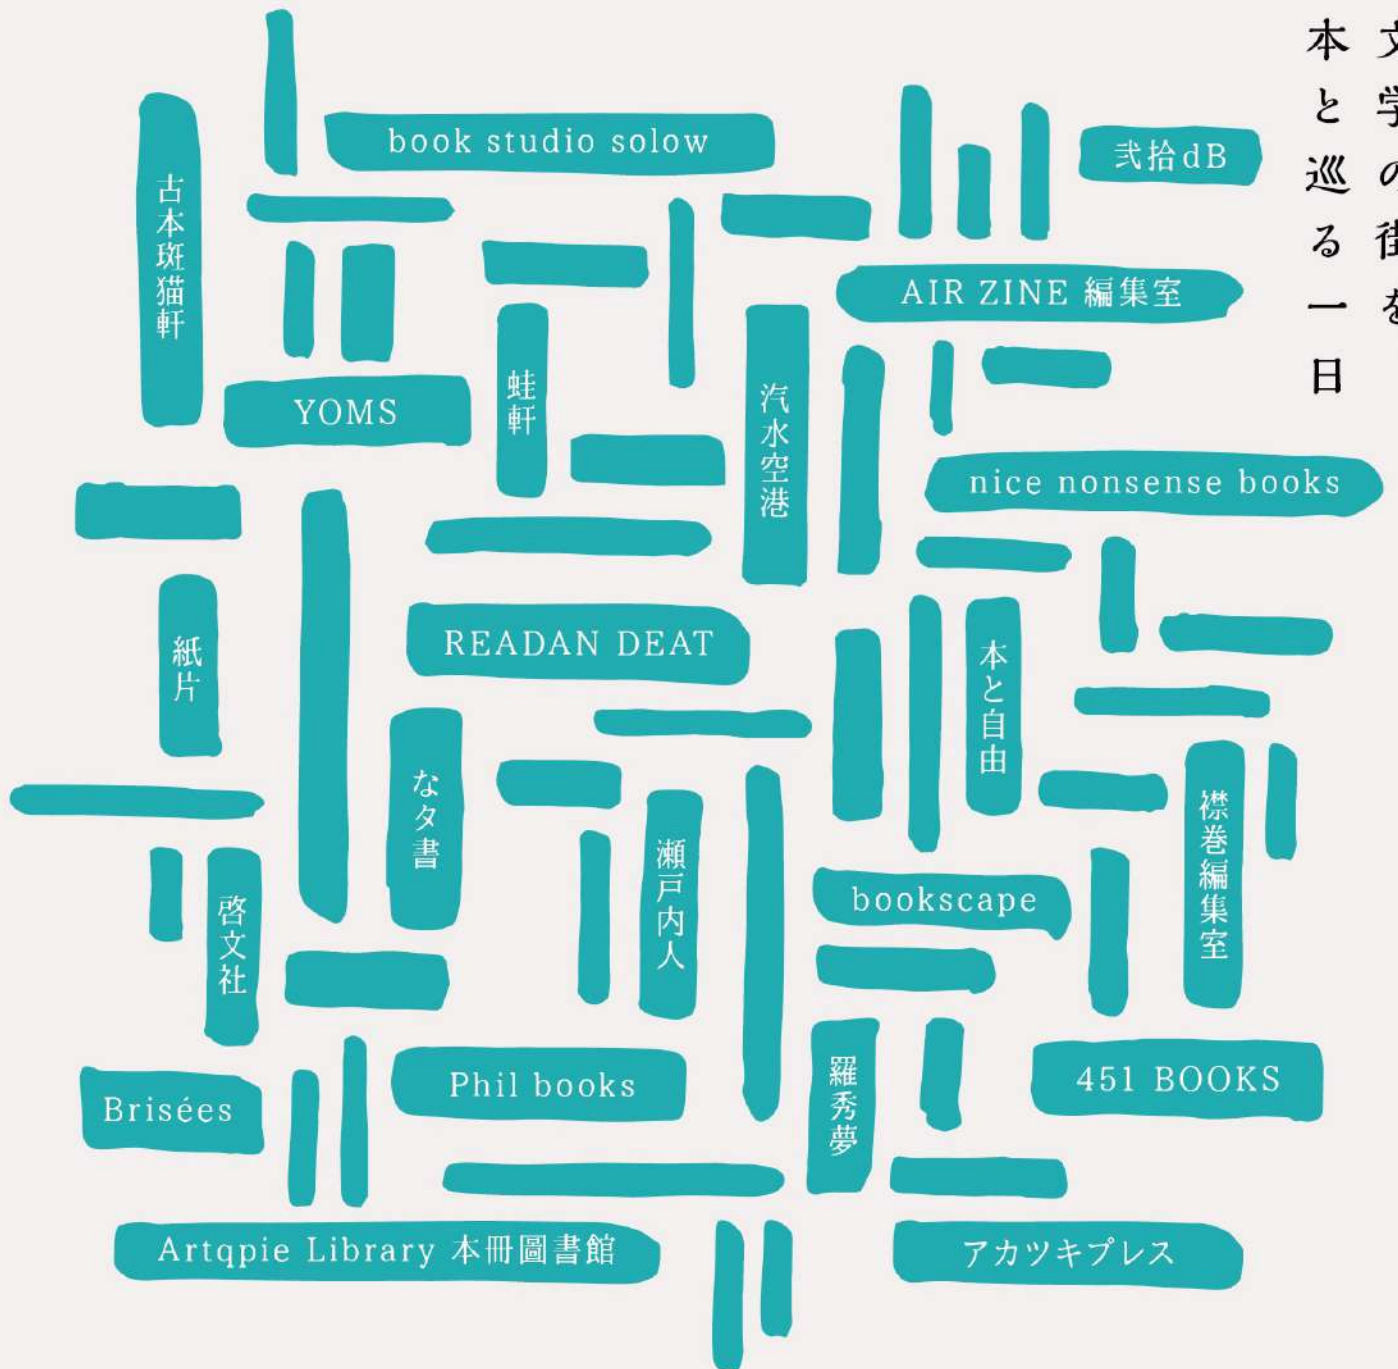 文学の街を
本と巡る一日
book studio solow
弐拾dB
古本斑猫軒
AIR ZINE 編集室
YOMS
蛙軒
汽水空港
nice nonsense books
紙片
READAN DEAT
本と自由
なタ書
瀬戸内人
襟巻編集室
啓文社
bookscape
Brisées
Phil books
羅秀夢
451 BOOKS
Artqpie Library 本冊圖書館
アカツキプレス